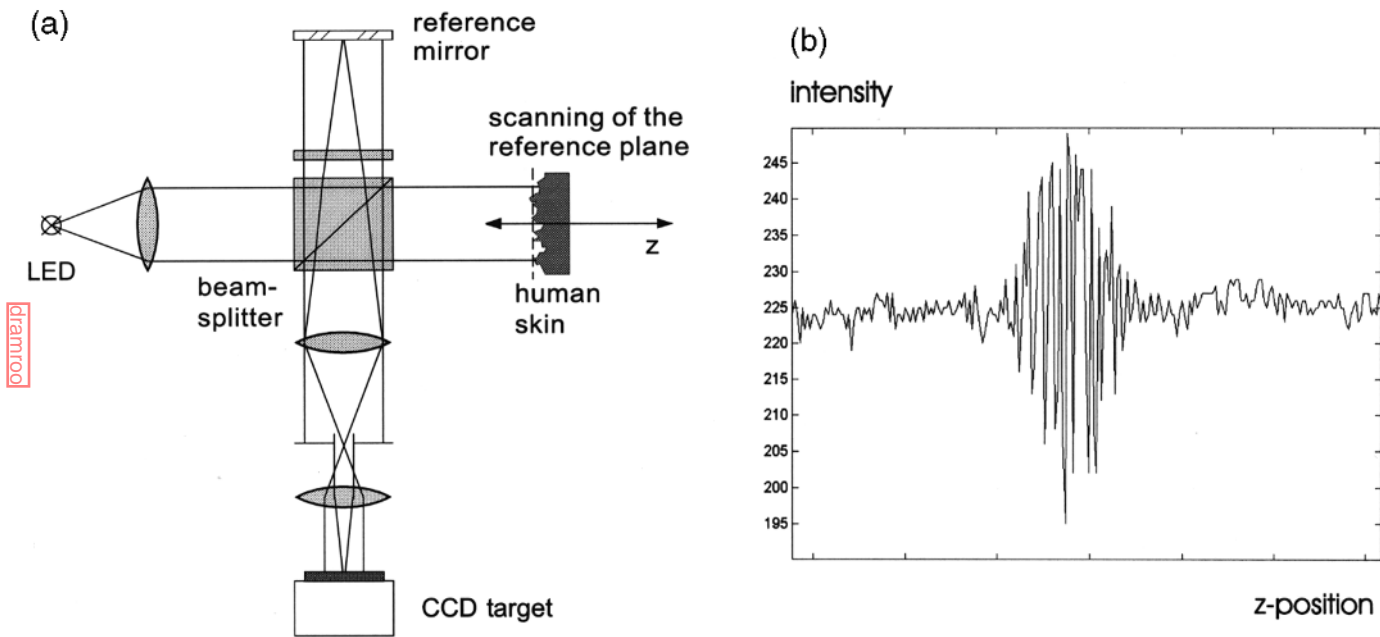 (a)
reference
mirror
scanning of the
reference plane
LED
beam-
splitter
human
skin
z
CCD target
dramroo
(b)
intensity
245
240
235
230
225
220
215
210
205
200
195
z-position